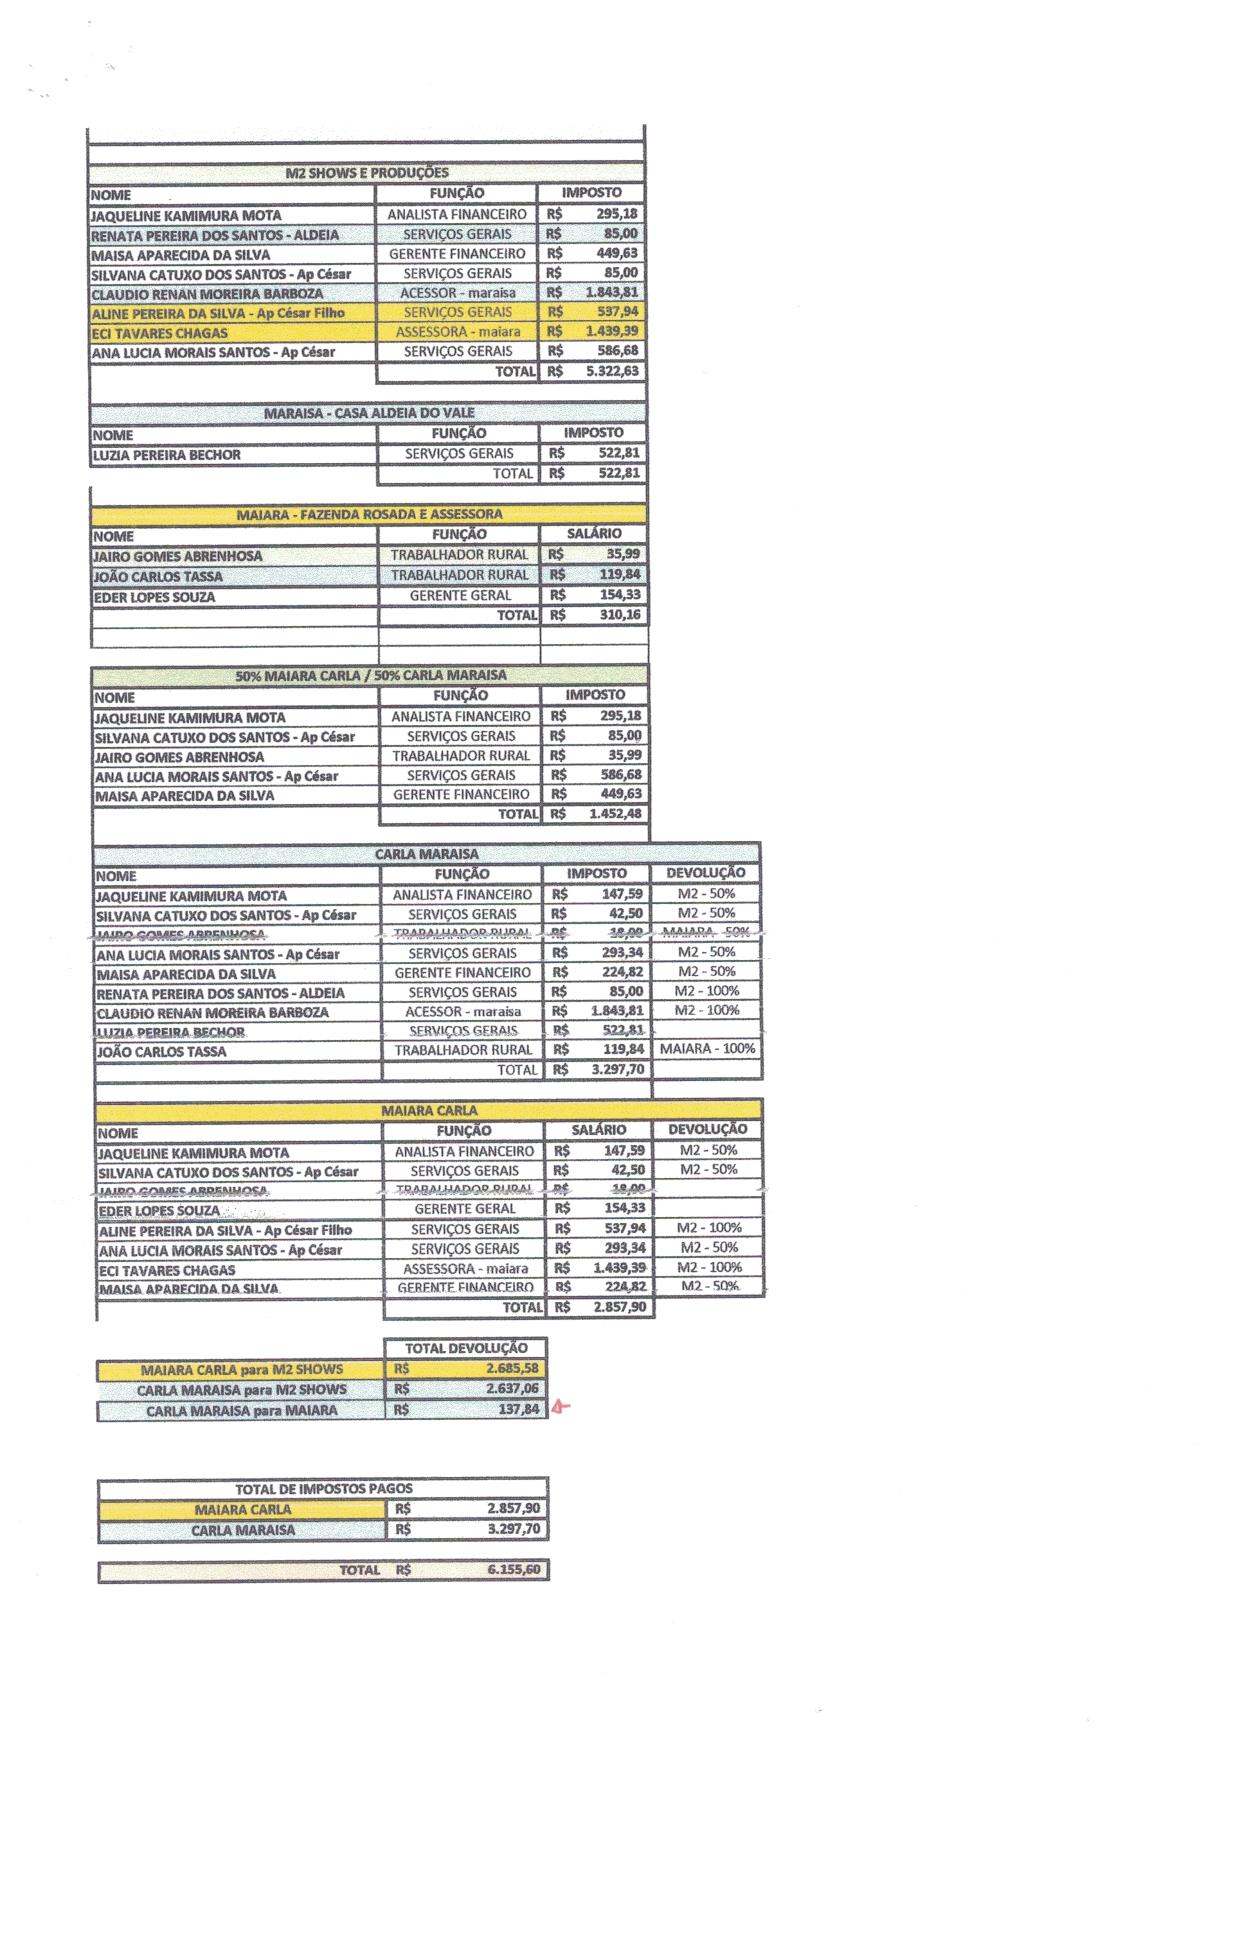 M2 SHOWS E PRODUÇÕES
NOME FUNÇÃO IMPOSTO
JAQUELINE KAMIMURA MOTA ANALISTA FINANCEIRO R$ 295,18
RENATA PEREIRA DOS SANTOS - ALDEIA SERVIÇOS GERAIS R$ 85,00
MAISA APARECIDA DA SILVA GERENTE FINANCEIRO R$ 449,63
SILVANA CATUXO DOS SANTOS - Ap César SERVIÇOS GERAIS R$ 85,00
CLAUDIO RENAN MOREIRA BARBOZA ACESSOR - maraisa R$ 1.843,81
ALINE PEREIRA DA SILVA - Ap César Filho SERVIÇOS GERAIS R$ 537,94
ECI TAVARES CHAGAS ASSESSORA - maiara R$ 1.439,39
ANA LUCIA MORAIS SANTOS - Ap César SERVIÇOS GERAIS R$ 586,68
TOTAL R$ 5.322,63
MARAISA - CASA ALDEIA DO VALE
NOME FUNÇÃO IMPOSTO
LUZIA PEREIRA BECHOR SERVIÇOS GERAIS R$ 522,81
TOTAL R$ 522,81
MAIARA - FAZENDA ROSADA E ASSESSORA
NOME FUNÇÃO SALÁRIO
JAIRO GOMES ABRENHOSA TRABALHADOR RURAL R$ 35,99
JOÃO CARLOS TASSA TRABALHADOR RURAL R$ 119,84
EDER LOPES SOUZA GERENTE GERAL R$ 154,33
TOTAL R$ 310,16
50% MAIARA CARLA / 50% CARLA MARAISA
NOME FUNÇÃO IMPOSTO
JAQUELINE KAMIMURA MOTA ANALISTA FINANCEIRO R$ 295,18
SILVANA CATUXO DOS SANTOS - Ap César SERVIÇOS GERAIS R$ 85,00
JAIRO GOMES ABRENHOSA TRABALHADOR RURAL R$ 35,99
ANA LUCIA MORAIS SANTOS - Ap César SERVIÇOS GERAIS R$ 586,68
MAISA APARECIDA DA SILVA GERENTE FINANCEIRO R$ 449,63
TOTAL R$ 1.452,48
CARLA MARAISA
NOME FUNÇÃO IMPOSTO DEVOLUÇÃO
JAQUELINE KAMIMURA MOTA ANALISTA FINANCEIRO R$ 147,59 M2 - 50%
SILVANA CATUXO DOS SANTOS - Ap César SERVIÇOS GERAIS R$ 42,50 M2 - 50%
JAIRO GOMES ABRENHOSA TRABALHADOR RURAL R$ 18,00 MAIARA - 50%
ANA LUCIA MORAIS SANTOS - Ap César SERVIÇOS GERAIS R$ 293,34 M2 - 50%
MAISA APARECIDA DA SILVA GERENTE FINANCEIRO R$ 224,82 M2 - 50%
RENATA PEREIRA DOS SANTOS - ALDEIA SERVIÇOS GERAIS R$ 85,00 M2 - 100%
CLAUDIO RENAN MOREIRA BARBOZA ACESSOR - maraisa R$ 1.843,81 M2 - 100%
LUZIA PEREIRA BECHOR SERVIÇOS GERAIS R$ 522,81
JOÃO CARLOS TASSA TRABALHADOR RURAL R$ 119,84 MAIARA - 100%
TOTAL R$ 3.297,70
MAIARA CARLA
NOME FUNÇÃO SALÁRIO DEVOLUÇÃO
JAQUELINE KAMIMURA MOTA ANALISTA FINANCEIRO R$ 147,59 M2 - 50%
SILVANA CATUXO DOS SANTOS - Ap César SERVIÇOS GERAIS R$ 42,50 M2 - 50%
JAIRO GOMES ABRENHOSA TRABALHADOR RURAL R$ 18,00
EDER LOPES SOUZA GERENTE GERAL R$ 154,33
ALINE PEREIRA DA SILVA - Ap César Filho SERVIÇOS GERAIS R$ 537,94 M2 - 100%
ANA LUCIA MORAIS SANTOS - Ap César SERVIÇOS GERAIS R$ 293,34 M2 - 50%
ECI TAVARES CHAGAS ASSESSORA - maiara R$ 1.439,39 M2 - 100%
MAISA APARECIDA DA SILVA GERENTE FINANCEIRO R$ 224,82 M2 - 50%
TOTAL R$ 2.857,90
TOTAL DEVOLUÇÃO
MAIARA CARLA para M2 SHOWS R$ 2.685,58
CARLA MARAISA para M2 SHOWS R$ 2.637,06
CARLA MARAISA para MAIARA R$ 137,84
TOTAL DE IMPOSTOS PAGOS
MAIARA CARLA R$ 2.857,90
CARLA MARAISA R$ 3.297,70
TOTAL R$ 6.155,60